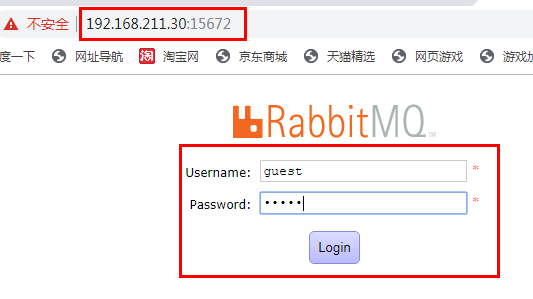 不安全 | 192.168.211.30:15672
度一下 网址导航 淘 淘宝网 京东商城 天猫精选 网页游戏 游戏加
RabbitMQ TM
Username: guest *
Password: ••••• *
Login